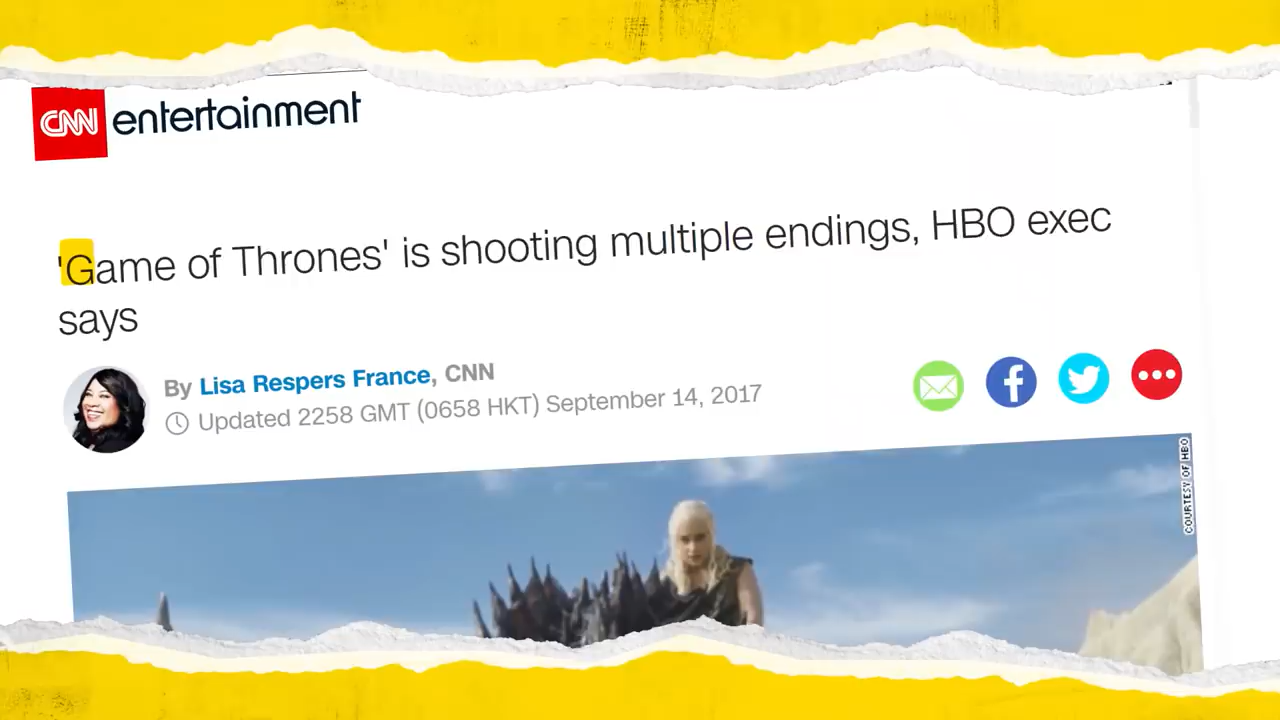 CNN entertainment
'Game of Thrones' is shooting multiple endings, HBO exec
says
By Lisa Respers France, CNN
Updated 2258 GMT (0658 HKT) September 14, 2017
COURTESY OF HBO